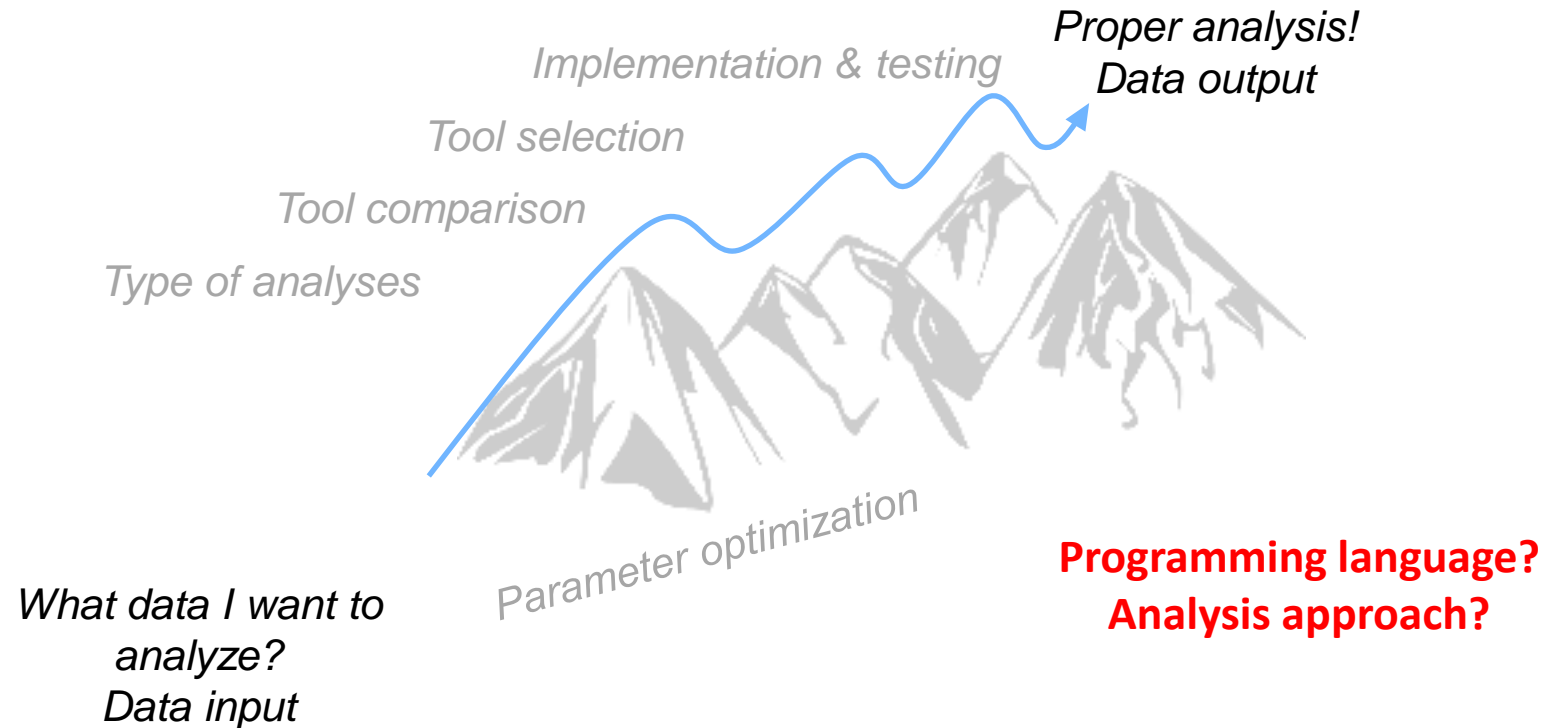 Proper analysis!
Data output
Implementation & testing
Tool selection
Tool comparison
Type of analyses
Parameter optimization
Programming language?
Analysis approach?
What data I want to
analyze?
Data input